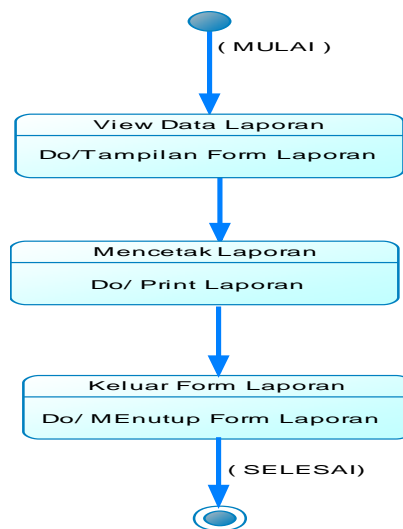 ( MULAI )
View Data Laporan
Do/Tampilan Form Laporan
Mencetak Laporan
Do/ Print Laporan
Keluar Form Laporan
Do/ MEnutup Form Laporan
( SELESAI)